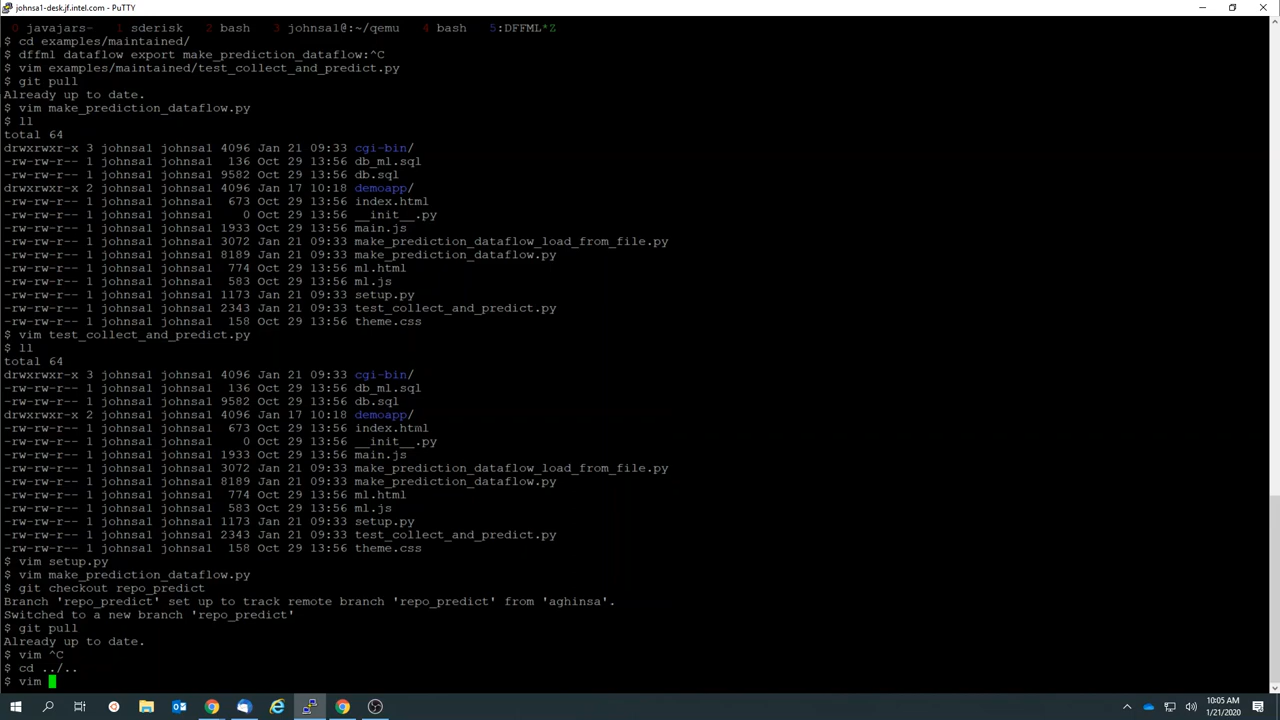 johnsa1-desk.jf.intel.com - PuTTY
0 javajars- 1 sderisk 2 bash 3 johnsal@:~/qemu 4 bash 5:DFFML*Z
$ cd examples/maintained/
$ dffml dataflow export make_prediction_dataflow:^C
$ vim examples/maintained/test_collect_and_predict.py
$ git pull
Already up to date.
$ vim make_prediction_dataflow.py
$ ll
total 64
drwxrwxr-x 3 johnsa1 johnsa1 4096 Jan 21 09:33 cgi-bin/
-rw-rw-r-- 1 johnsa1 johnsa1 136 Oct 29 13:56 db_ml.sql
-rw-rw-r-- 1 johnsa1 johnsa1 9582 Oct 29 13:56 db.sql
drwxrwxr-x 2 johnsa1 johnsa1 4096 Jan 17 10:18 demoapp/
-rw-rw-r-- 1 johnsa1 johnsa1 673 Oct 29 13:56 index.html
-rw-rw-r-- 1 johnsa1 johnsa1 0 Oct 29 13:56 __init__.py
-rw-rw-r-- 1 johnsa1 johnsa1 1933 Oct 29 13:56 main.js
-rw-rw-r-- 1 johnsa1 johnsa1 3072 Jan 21 09:33 make_prediction_dataflow_load_from_file.py
-rw-rw-r-- 1 johnsa1 johnsa1 8189 Jan 21 09:33 make_prediction_dataflow.py
-rw-rw-r-- 1 johnsa1 johnsa1 774 Oct 29 13:56 ml.html
-rw-rw-r-- 1 johnsa1 johnsa1 583 Oct 29 13:56 ml.js
-rw-rw-r-- 1 johnsa1 johnsa1 1173 Jan 21 09:33 setup.py
-rw-rw-r-- 1 johnsa1 johnsa1 2343 Jan 21 09:33 test_collect_and_predict.py
-rw-rw-r-- 1 johnsa1 johnsa1 158 Oct 29 13:56 theme.css
$ vim test_collect_and_predict.py
$ ll
total 64
drwxrwxr-x 3 johnsa1 johnsa1 4096 Jan 21 09:33 cgi-bin/
-rw-rw-r-- 1 johnsa1 johnsa1 136 Oct 29 13:56 db_ml.sql
-rw-rw-r-- 1 johnsa1 johnsa1 9582 Oct 29 13:56 db.sql
drwxrwxr-x 2 johnsa1 johnsa1 4096 Jan 17 10:18 demoapp/
-rw-rw-r-- 1 johnsa1 johnsa1 673 Oct 29 13:56 index.html
-rw-rw-r-- 1 johnsa1 johnsa1 0 Oct 29 13:56 __init__.py
-rw-rw-r-- 1 johnsa1 johnsa1 1933 Oct 29 13:56 main.js
-rw-rw-r-- 1 johnsa1 johnsa1 3072 Jan 21 09:33 make_prediction_dataflow_load_from_file.py
-rw-rw-r-- 1 johnsa1 johnsa1 8189 Jan 21 09:33 make_prediction_dataflow.py
-rw-rw-r-- 1 johnsa1 johnsa1 774 Oct 29 13:56 ml.html
-rw-rw-r-- 1 johnsa1 johnsa1 583 Oct 29 13:56 ml.js
-rw-rw-r-- 1 johnsa1 johnsa1 1173 Jan 21 09:33 setup.py
-rw-rw-r-- 1 johnsa1 johnsa1 2343 Jan 21 09:33 test_collect_and_predict.py
-rw-rw-r-- 1 johnsa1 johnsa1 158 Oct 29 13:56 theme.css
$ vim setup.py
$ vim make_prediction_dataflow.py
$ git checkout repo_predict
Branch 'repo_predict' set up to track remote branch 'repo_predict' from 'aghinsa'.
Switched to a new branch 'repo_predict'
$ git pull
Already up to date.
$ vim ^C
$ cd ../..
$ vim
10:05 AM
1/21/2020